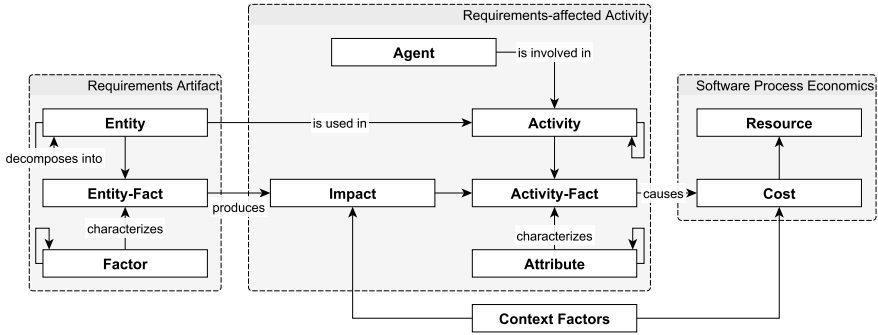 Requirements-affected Activity
Agent
is involved in
Requirements Artifact
Software Process Economics
Entity
is used in
Activity
Resource
decomposes into
Entity-Fact
produces
Impact
Activity-Fact
causes
Cost
characterizes
characterizes
Factor
Attribute
Context Factors